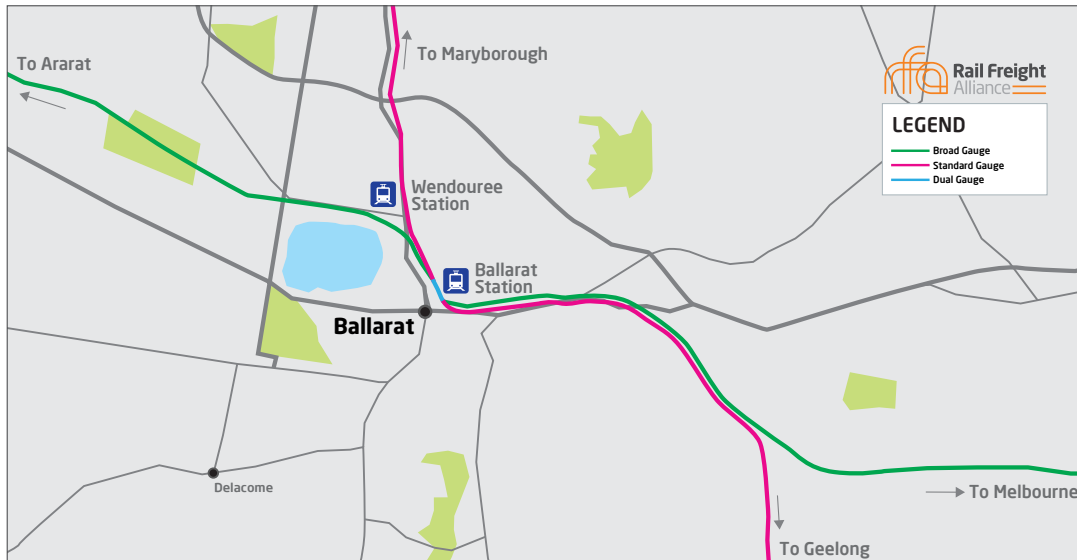 To Maryborough
To Ararat
Rail Freight
Alliance
LEGEND
Broad Gauge
Standard Gauge
Dual Gauge
Wendouree
Station
Ballarat
Station
Ballarat
Delacome
To Melbourne
To Geelong